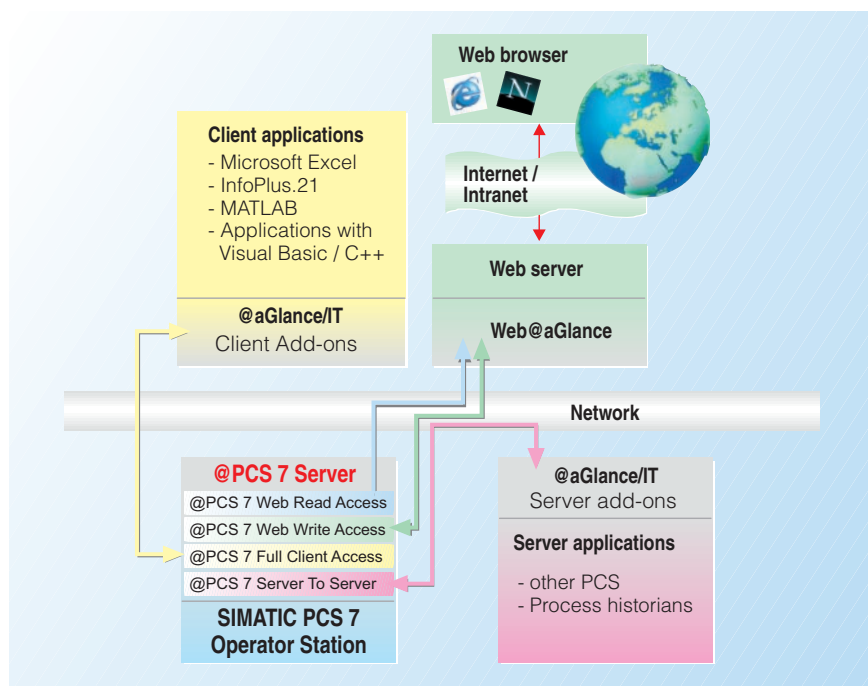 Web browser
N
Client applications
- Microsoft Excel
- InfoPlus.21
- MATLAB
- Applications with
Visual Basic / C++
@aGlance/IT
Client Add-ons
Internet /
Intranet
Web server
Web@aGlance
Network
@PCS 7 Server
@PCS 7 Web Read Access
@PCS 7 Web Write Access
@PCS 7 Full Client Access
@PCS 7 Server To Server
SIMATIC PCS 7
Operator Station
@aGlance/IT
Server add-ons
Server applications
- other PCS
- Process historians